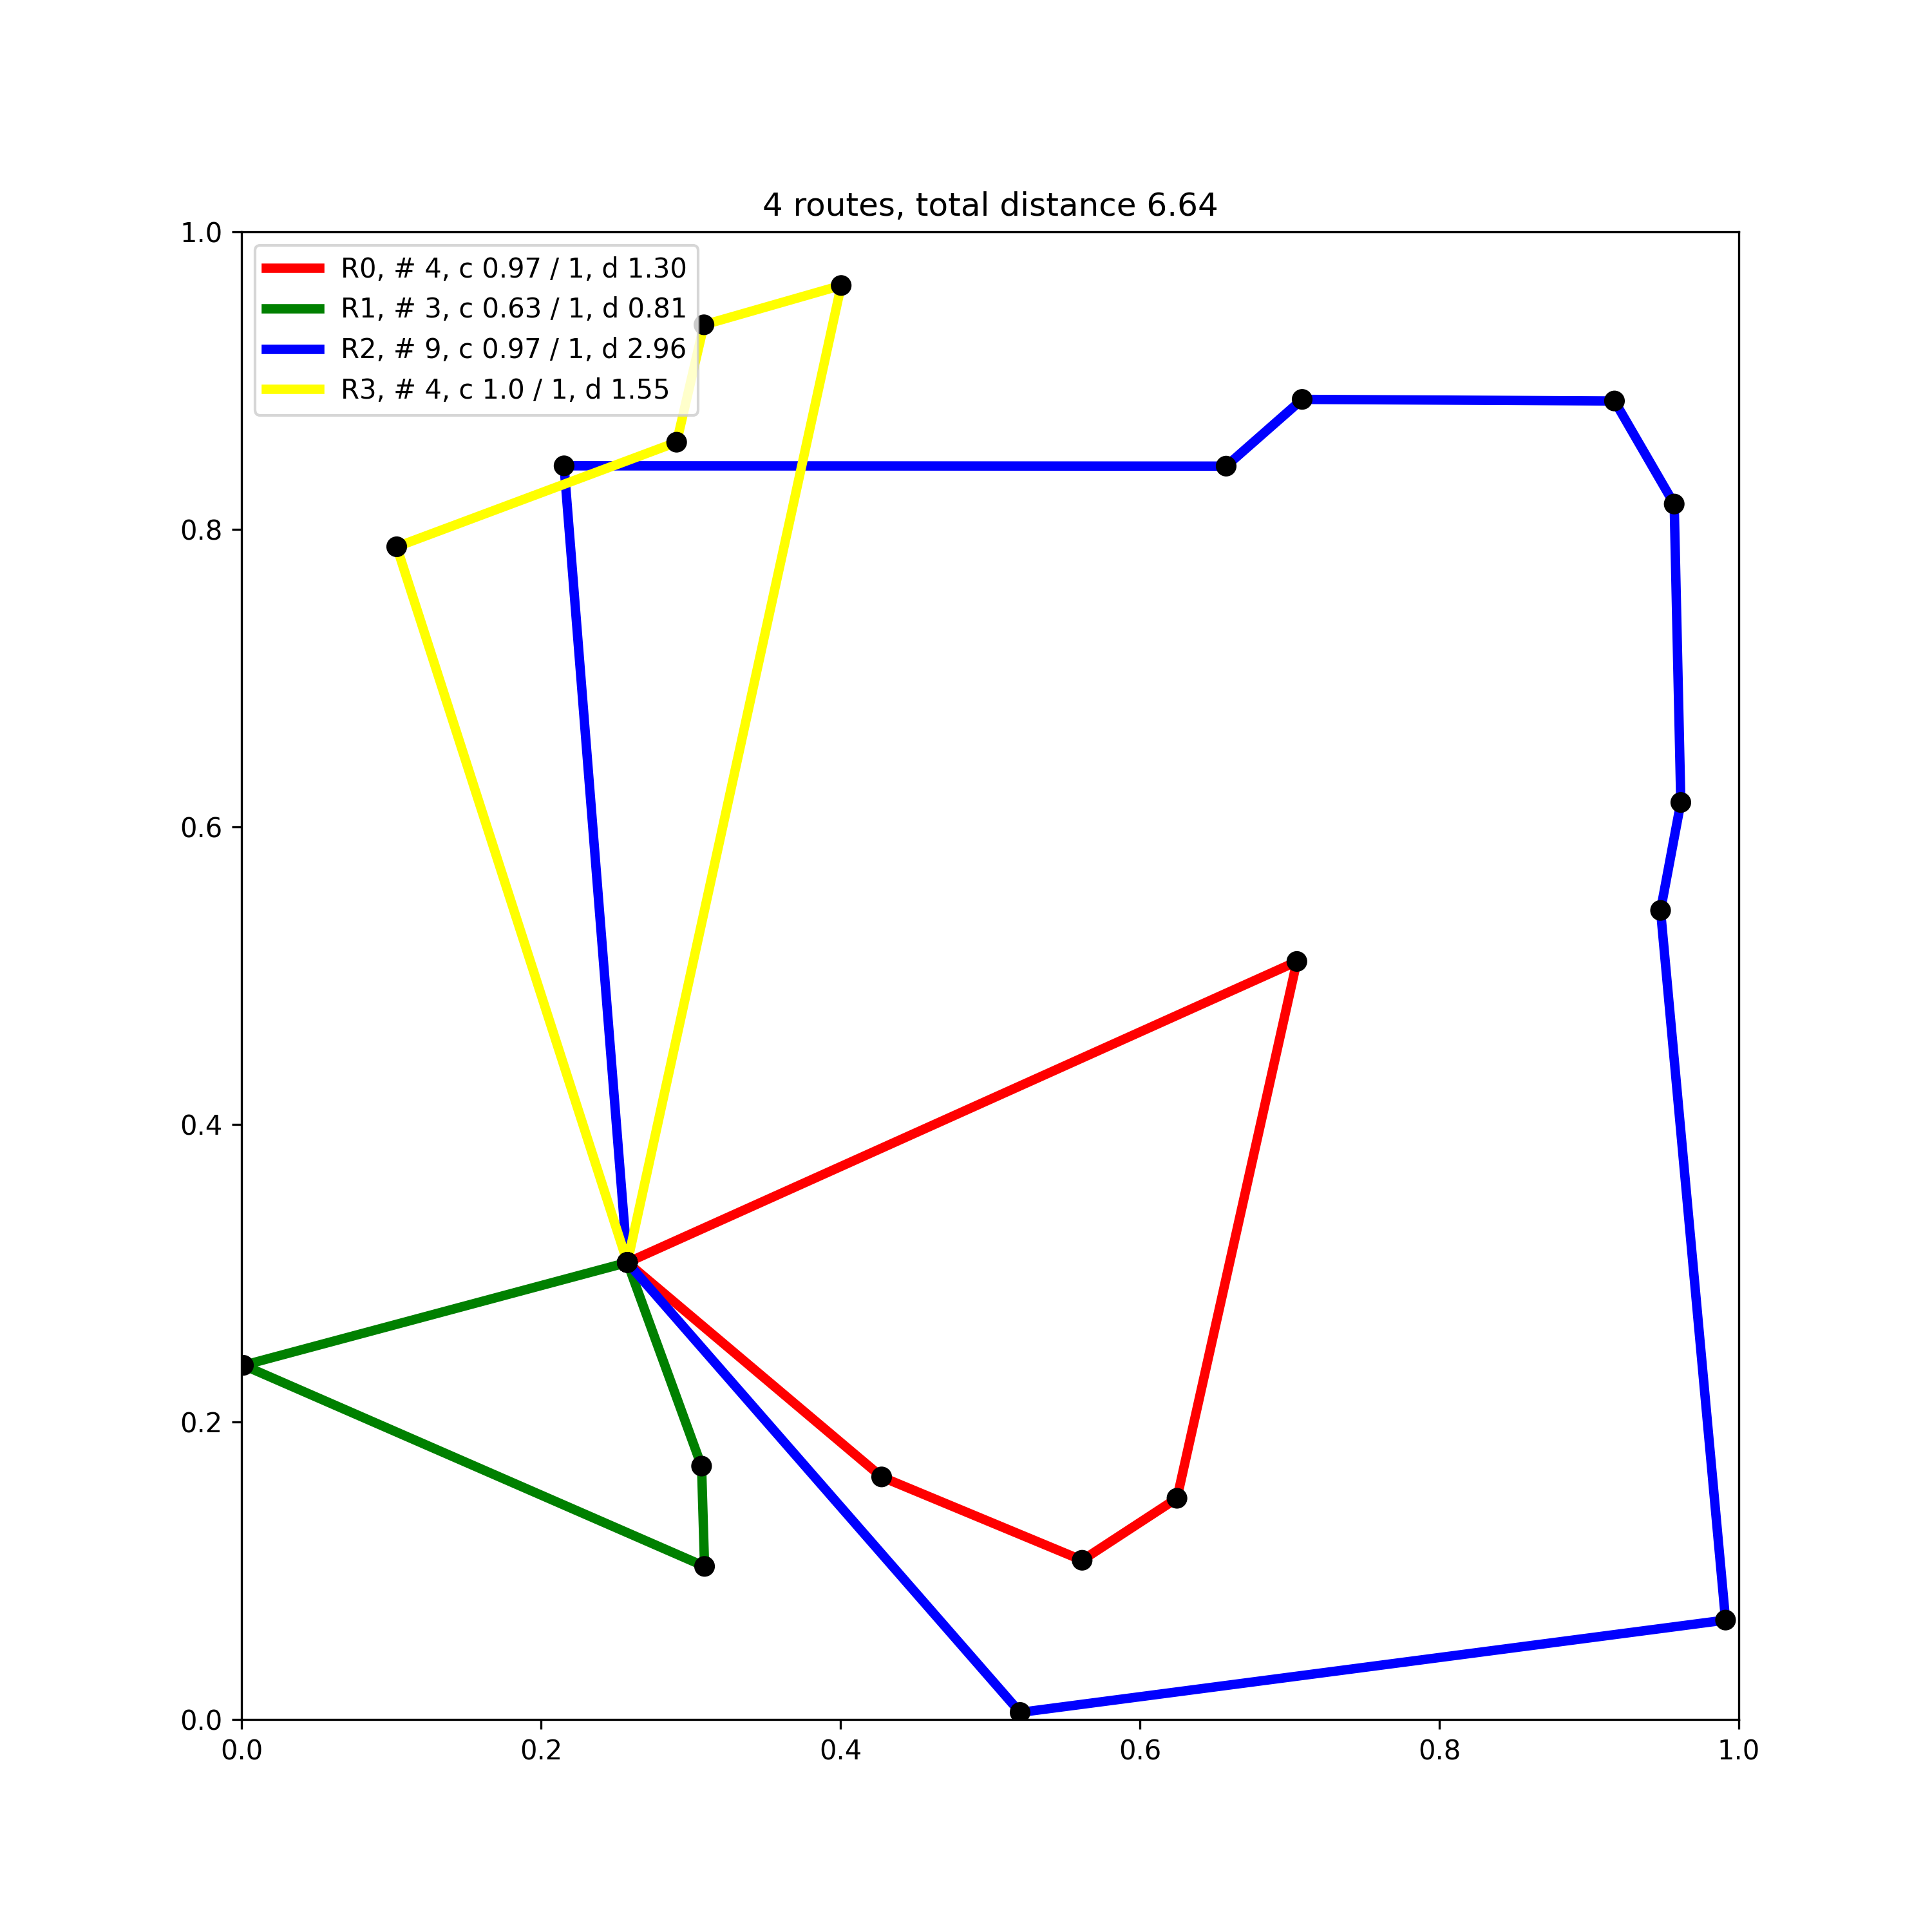 4 routes, total distance 6.64
1.0
R0, # 4, c 0.97 / 1, d 1.30
R1, # 3, c 0.63 / 1, d 0.81
R2, # 9, c 0.97 / 1, d 2.96
R3, # 4, c 1.0 / 1, d 1.55
0.8
0.6
0.4
0.2
0.0
0.0 0.2 0.4 0.6 0.8 1.0